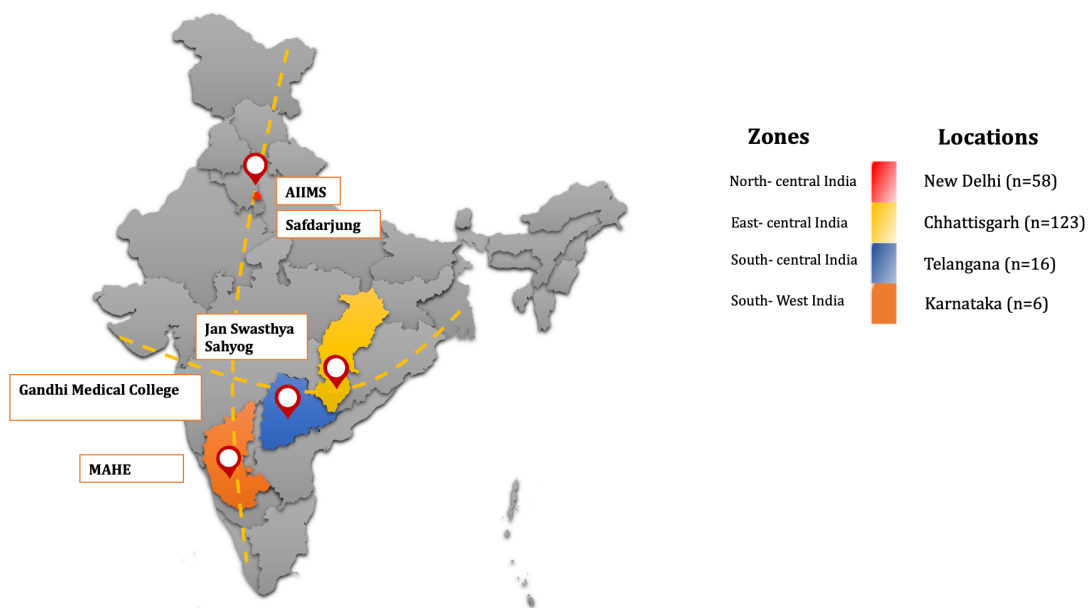 AIIMS
Safdarjung
Jan Swasthya
Sahyog
Gandhi Medical College
MAHE
Zones
Locations
North- central India
New Delhi (n=58)
East- central India
Chhattisgarh (n=123)
South- central India
Telangana (n=16)
South- West India
Karnataka (n=6)